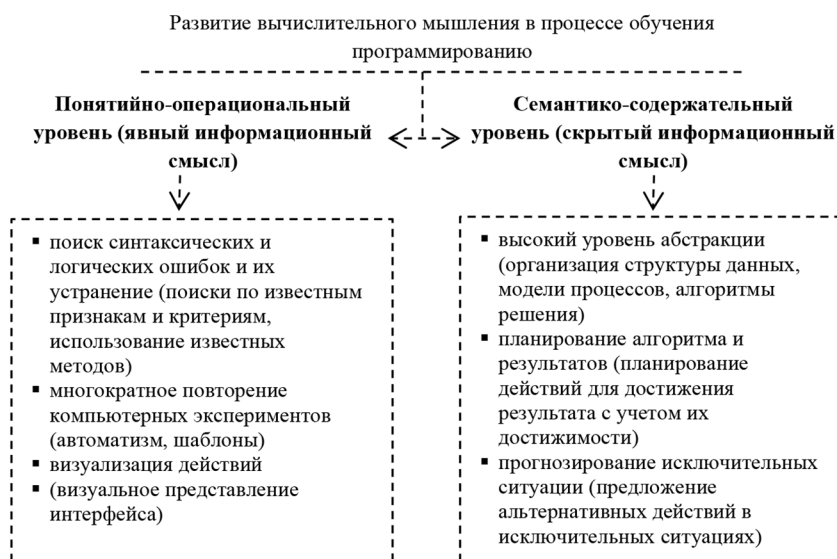 Развитие вычислительного мышления в процессе обучения
программированию
Понятийно-операциональный
уровень (явный информационный
смысл)
Семантико-содержательный
уровень (скрытый информационный
смысл)
▪ поиск синтаксических и
логических ошибок и их
устранение (поиски по известным
признакам и критериям,
использование известных
методов)
▪ многократное повторение
компьютерных экспериментов
(автоматизм, шаблоны)
▪ визуализация действий
▪ (визуальное представление
интерфейса)
▪ высокий уровень абстракции
(организация структуры данных,
модели процессов, алгоритмы
решения)
▪ планирование алгоритма и
результатов (планирование
действий для достижения
результата с учетом их
достижимости)
▪ прогнозирование исключительных
ситуации (предложение
альтернативных действий в
исключительных ситуациях)